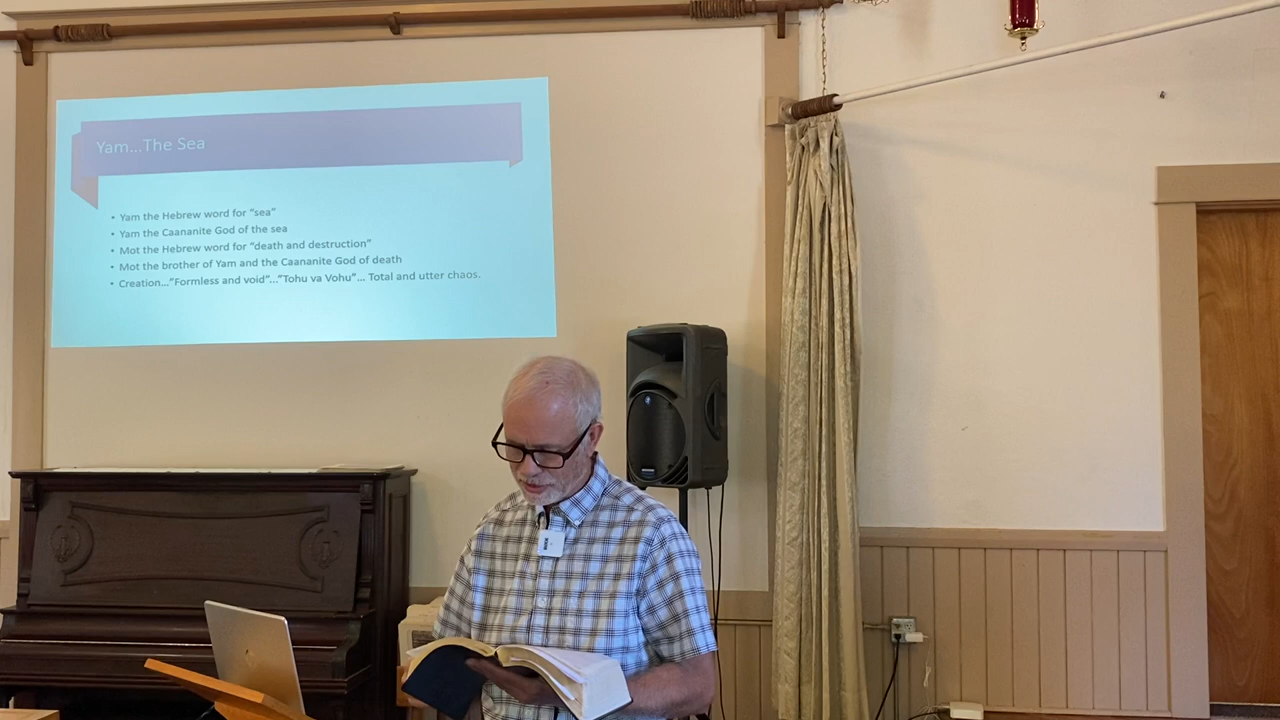 Yam...The Sea
• Yam the Hebrew word for "sea"
• Yam the Caananite God of the sea
• Mot the Hebrew word for "death and destruction"
• Mot the brother of Yam and the Caananite God of death
• Creation..."Formless and void"..."Tohu va Vohu"... Total and utter chaos.